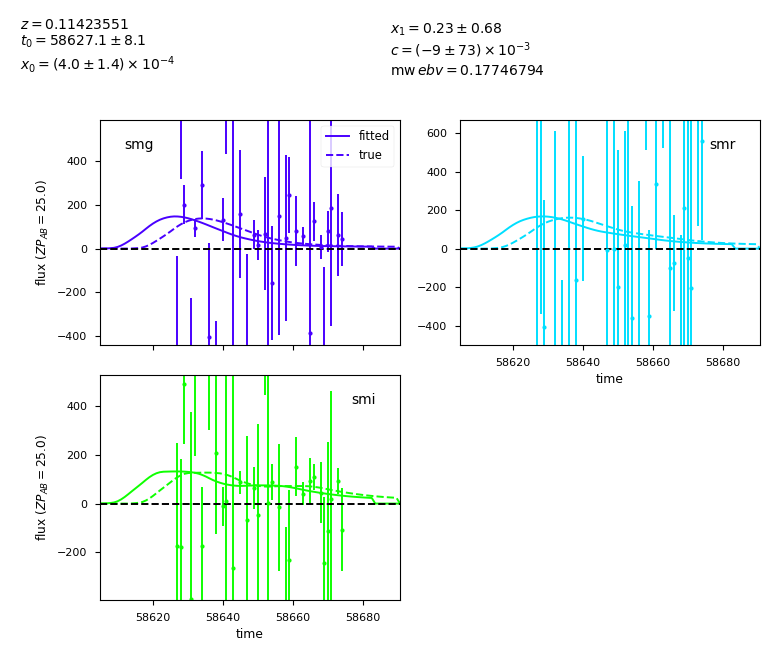 z = 0.11423551
t₀ = 58627.1 ± 8.1
x₀ = (4.0 ± 1.4) × 10⁻⁴
x₁ = 0.23 ± 0.68
c = (−9 ± 73) × 10⁻³
mw ebv = 0.17746794
smg
fitted
true
400
200
0
−200
−400
flux (ZP_AB = 25.0)
smr
600
400
200
0
−200
−400
58620 58640 58660 58680
time
smi
400
200
0
−200
flux (ZP_AB = 25.0)
58620 58640 58660 58680
time